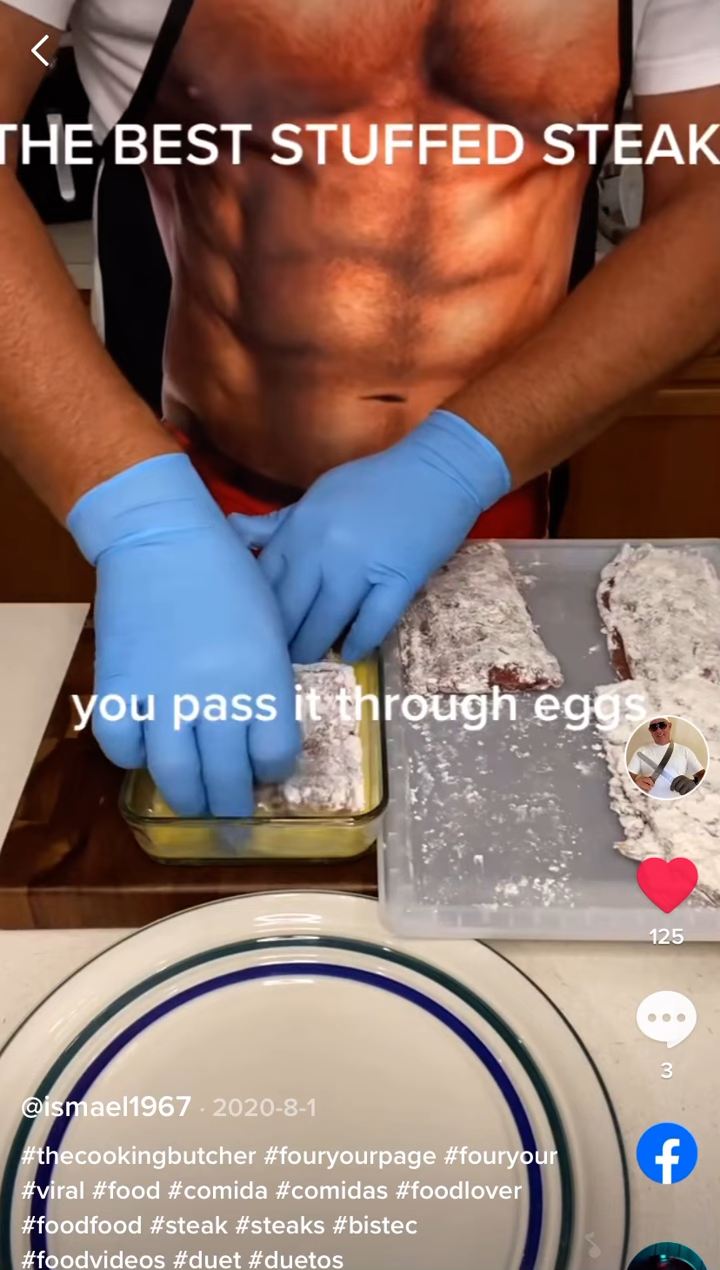 THE BEST STUFFED STEAK
you pass it through eggs
125
3
@ismael1967 · 2020-8-1
#thecookingbutcher #fouryourpage #fouryour
#viral #food #comida #comidas #foodlover
#foodfood #steak #steaks #bistec
#foodvideos #duet #duetos